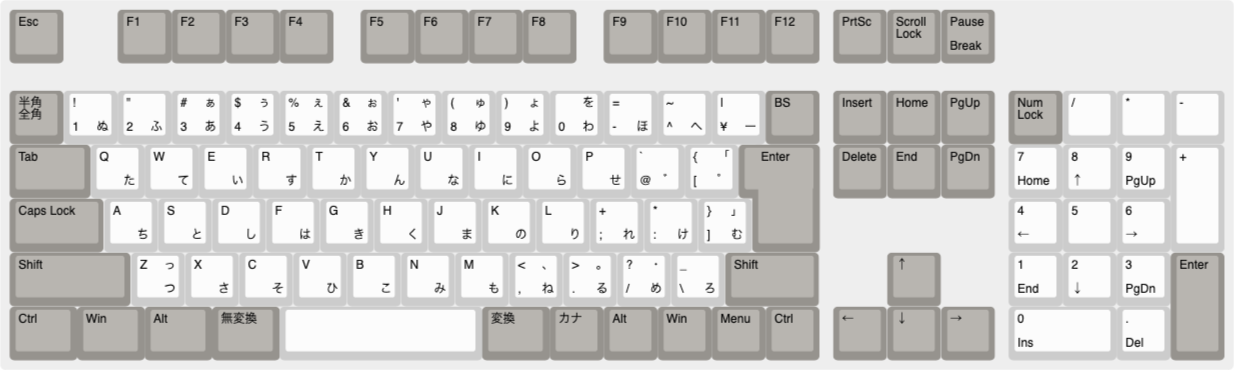 Esc F1 F2 F3 F4 F5 F6 F7 F8 F9 F10 F11 F12 PrtSc Scroll Lock Pause Break
半角 全角 ! 1 ぬ " 2 ふ # ぁ 3 あ $ ぅ 4 う % ぇ 5 え & ぉ 6 お ' ゃ 7 や ( ゅ 8 ゆ ) ょ 9 よ を 0 わ = - ほ ~ ^ へ | ¥ ー BS Insert Home PgUp Num Lock / * -
Tab Q た W て E い R す T か Y ん U な I に O ら P せ ` @ ゛ { 「 [ ゜ Enter Delete End PgDn 7 Home 8 ↑ 9 PgUp +
Caps Lock A ち S と D し F は G き H く J ま K の L り + ; れ * : け } 」 ] む 4 ← 5 6 →
Shift Z っ つ X さ C そ V ひ B こ N み M も < 、 , ね > 。 . る ? ・ / め _ \ ろ Shift ↑ 1 End 2 ↓ 3 PgDn Enter
Ctrl Win Alt 無変換 変換 カナ Alt Win Menu Ctrl ← ↓ → 0 Ins . Del